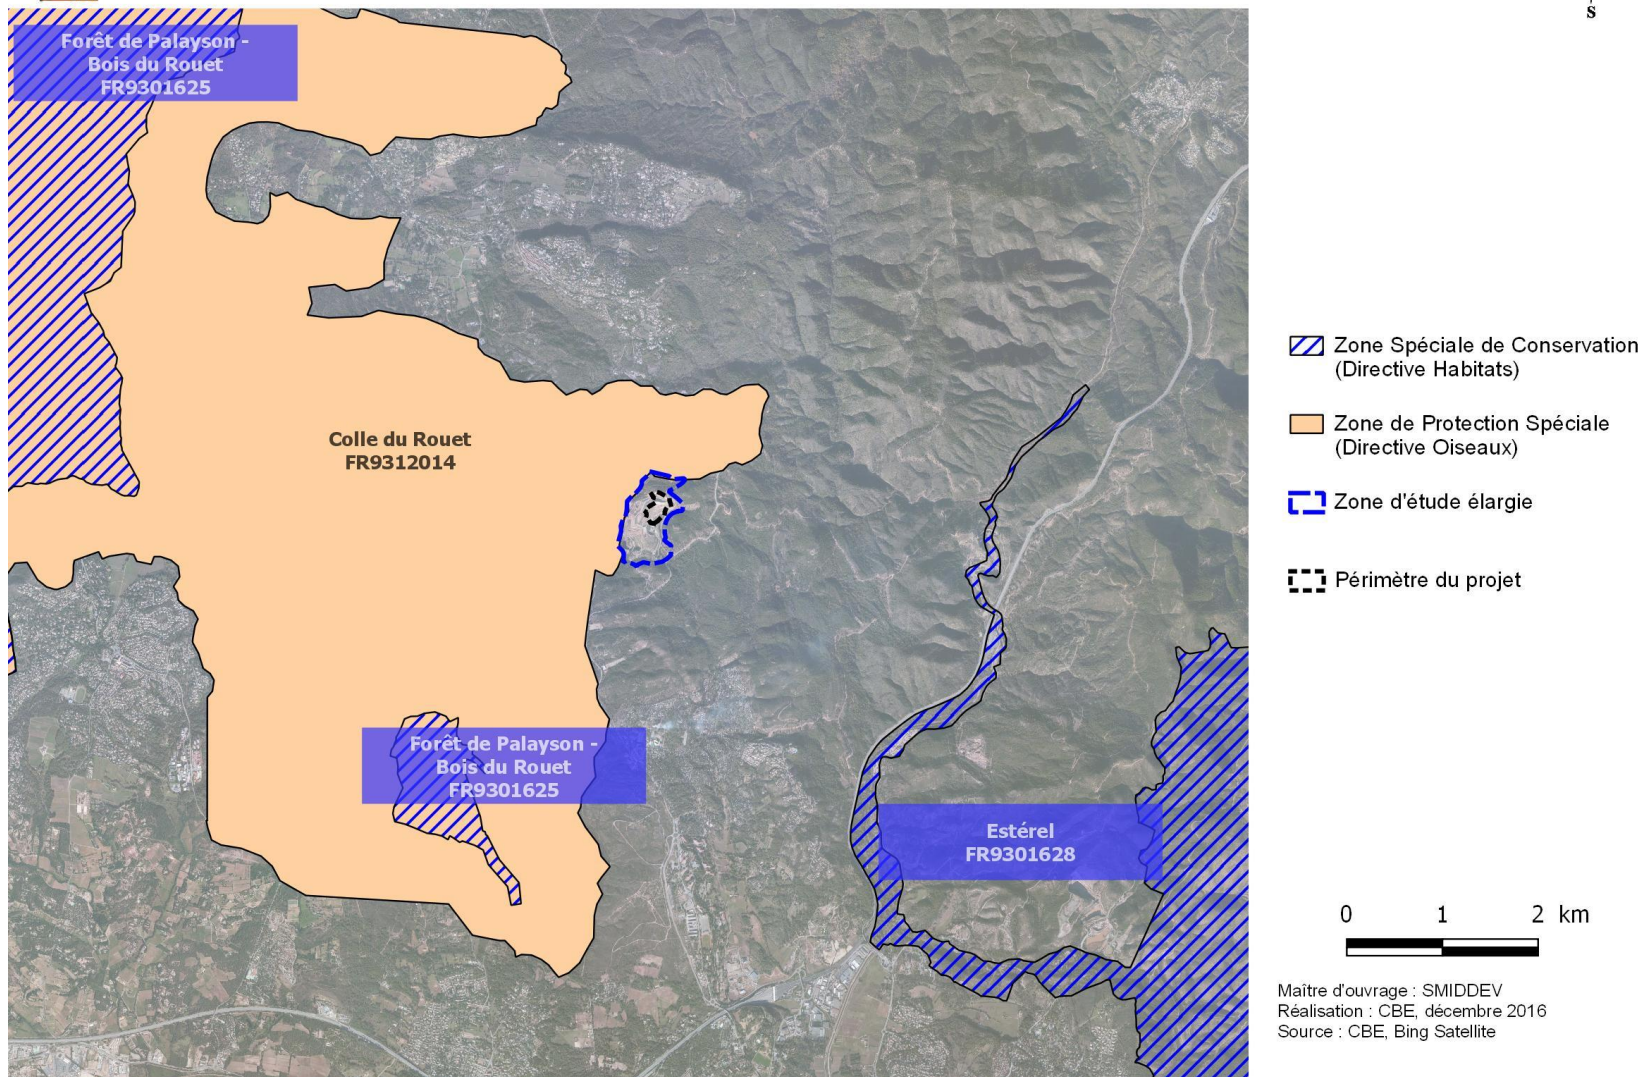 S
Forêt de Palayson -
Bois du Rouet
FR9301625
Colle du Rouet
FR9312014
Forêt de Palayson -
Bois du Rouet
FR9301625
Estérel
FR9301628
Zone Spéciale de Conservation
(Directive Habitats)
Zone de Protection Spéciale
(Directive Oiseaux)
Zone d'étude élargie
Périmètre du projet
0 1 2 km
Maître d'ouvrage : SMIDDEV
Réalisation : CBE, décembre 2016
Source : CBE, Bing Satellite